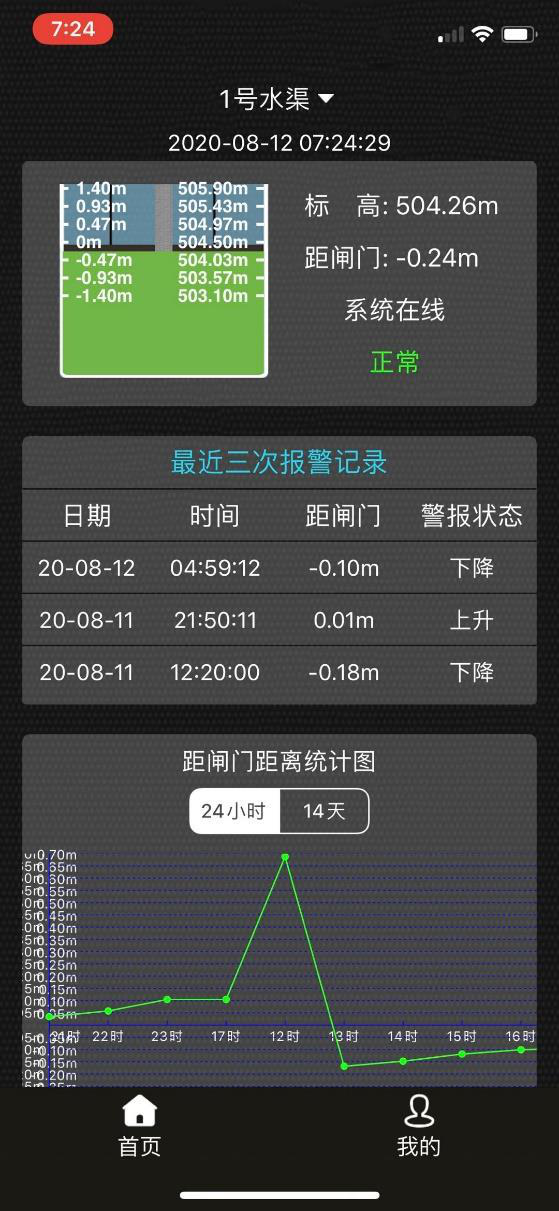 7:24
1号水渠
2020-08-12 07:24:29
1.40m 505.90m
0.93m 505.43m
0.47m 504.97m
0m 504.50m
-0.47m 504.03m
-0.93m 503.57m
-1.40m 503.10m
标 高: 504.26m
距闸门: -0.24m
系统在线
正常
最近三次报警记录
日期 时间 距闸门 警报状态
20-08-12 04:59:12 -0.10m 下降
20-08-11 21:50:11 0.01m 上升
20-08-11 12:20:00 -0.18m 下降
距闸门距离统计图
24小时 14天
0.70m
0.65m
0.60m
0.55m
0.50m
0.45m
0.40m
0.35m
0.30m
0.25m
0.20m
0.15m
0.10m
0.05m
21时 22时 23时 17时 12时 13时 14时 15时 16时
0.10m
0.15m
0.20m
首页 我的